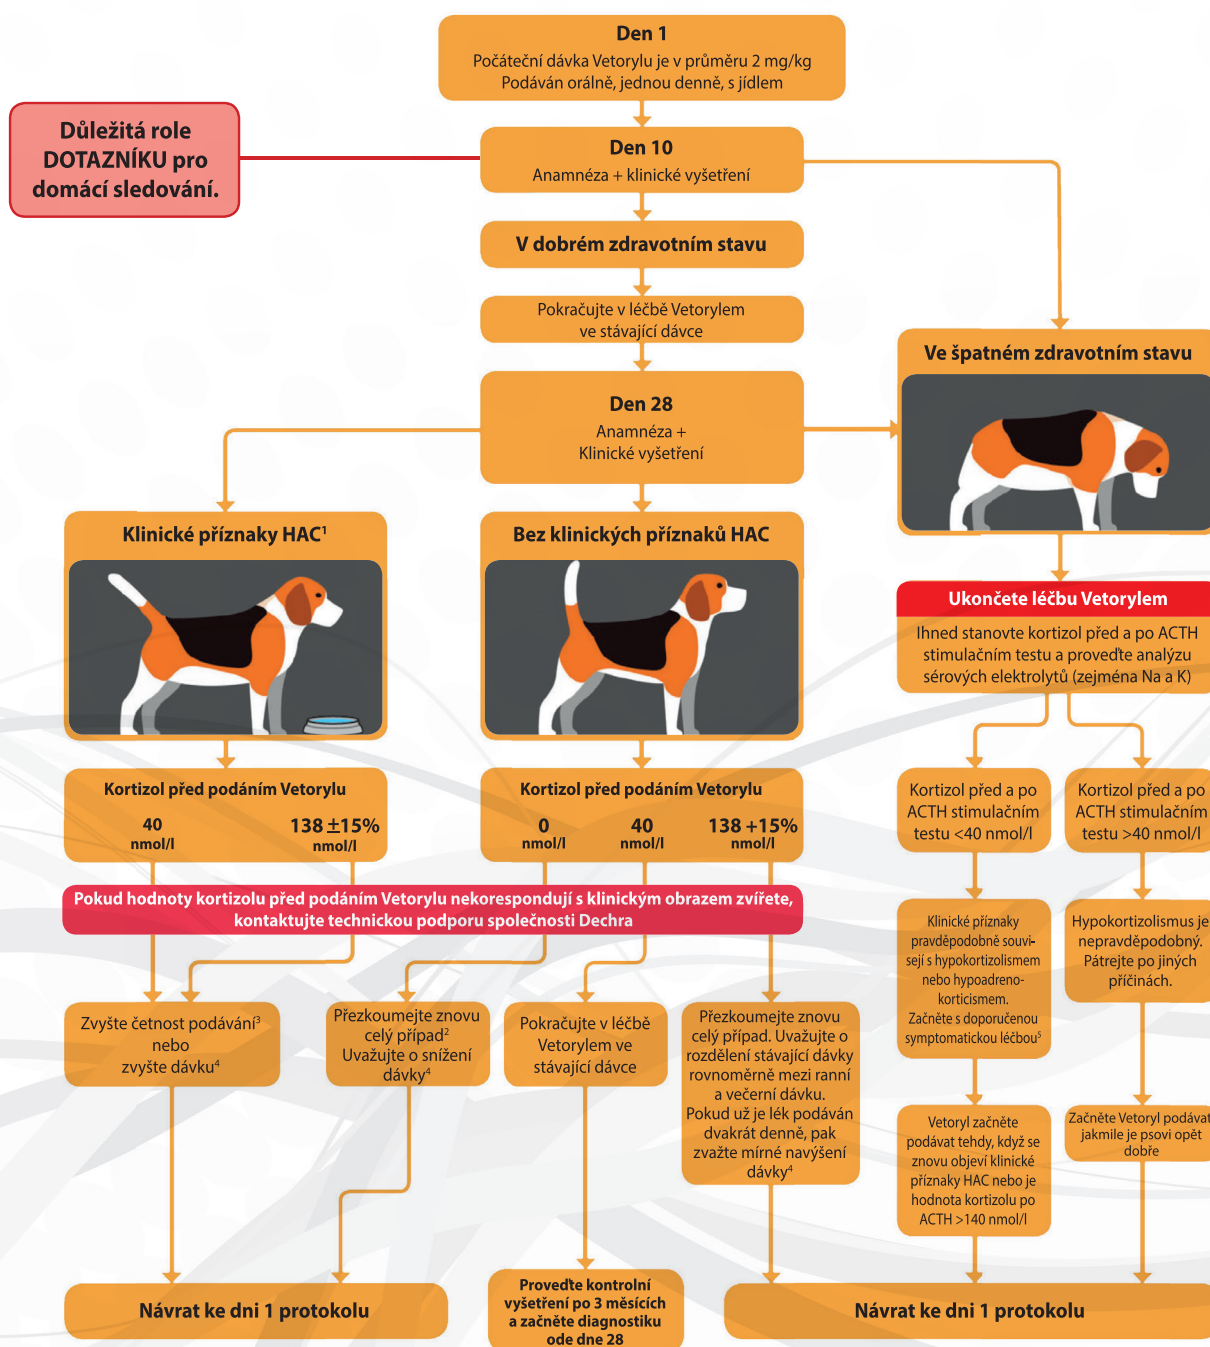 Den 1
Počáteční dávka Vetorylu je v průměru 2 mg/kg
Podáván orálně, jednou denně, s jídlem
Důležitá role
DOTAZNÍKU pro
domácí sledování.
Den 10
Anamnéza + klinické vyšetření
V dobrém zdravotním stavu
Pokračujte v léčbě Vetorylem
ve stávající dávce
Ve špatném zdravotním stavu
Den 28
Anamnéza +
Klinické vyšetření
Klinické příznaky HAC¹
Bez klinických příznaků HAC
Ukončete léčbu Vetorylem
Ihned stanovte kortizol před a po ACTH
stimulačním testu a proveďte analýzu
sérových elektrolytů (zejména Na a K)
Kortizol před podáním Vetorylu
40
nmol/l
138 ±15%
nmol/l
Kortizol před podáním Vetorylu
0
nmol/l
40
nmol/l
138 +15%
nmol/l
Kortizol před a po
ACTH stimulačním
testu <40 nmol/l
Kortizol před a po
ACTH stimulačním
testu >40 nmol/l
Pokud hodnoty kortizolu před podáním Vetorylu nekorespondují s klinickým obrazem zvířete,
kontaktujte technickou podporu společnosti Dechra
Klinické příznaky
pravděpodobně souvi-
sejí s hypokortizolismem
nebo hypoadreno-
korticismem.
Začněte s doporučenou
symptomatickou léčbou⁵
Hypokortizolismus je
nepravděpodobný.
Pátrejte po jiných
příčinách.
Zvyšte četnost podávání³
nebo
zvyšte dávku⁴
Přezkoumejte znovu
celý případ²
Uvažujte o snížení
dávky⁴
Pokračujte v léčbě
Vetorylem ve
stávající dávce
Přezkoumejte znovu
celý případ. Uvažujte o
rozdělení stávající dávky
rovnoměrně mezi ranní
a večerní dávku.
Pokud už je lék podáván
dvakrát denně, pak
zvažte mírné navýšení
dávky⁴
Vetoryl začněte
podávat tehdy, když se
znovu objeví klinické
příznaky HAC nebo je
hodnota kortizolu po
ACTH >140 nmol/l
Začněte Vetoryl podávat
jakmile je psovi opět
dobře
Návrat ke dni 1 protokolu
Proveďte kontrolní
vyšetření po 3 měsících
a začněte diagnostiku
ode dne 28
Návrat ke dni 1 protokolu